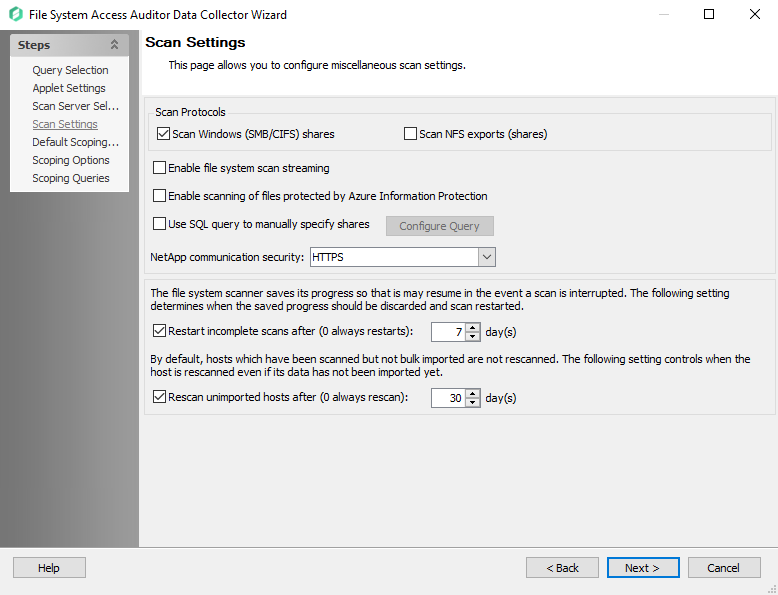 File System Access Auditor Data Collector Wizard
Steps
Query Selection
Applet Settings
Scan Server Sel...
Scan Settings
Default Scoping...
Scoping Options
Scoping Queries
Scan Settings
This page allows you to configure miscellaneous scan settings.
Scan Protocols
Scan Windows (SMB/CIFS) shares
Scan NFS exports (shares)
Enable file system scan streaming
Enable scanning of files protected by Azure Information Protection
Use SQL query to manually specify shares
Configure Query
NetApp communication security: HTTPS
The file system scanner saves its progress so that is may resume in the event a scan is interrupted. The following setting
determines when the saved progress should be discarded and scan restarted.
Restart incomplete scans after (0 always restarts): 7 day(s)
By default, hosts which have been scanned but not bulk imported are not rescanned. The following setting controls when the
host is rescanned even if its data has not been imported yet.
Rescan unimported hosts after (0 always rescan): 30 day(s)
Help
< Back
Next >
Cancel